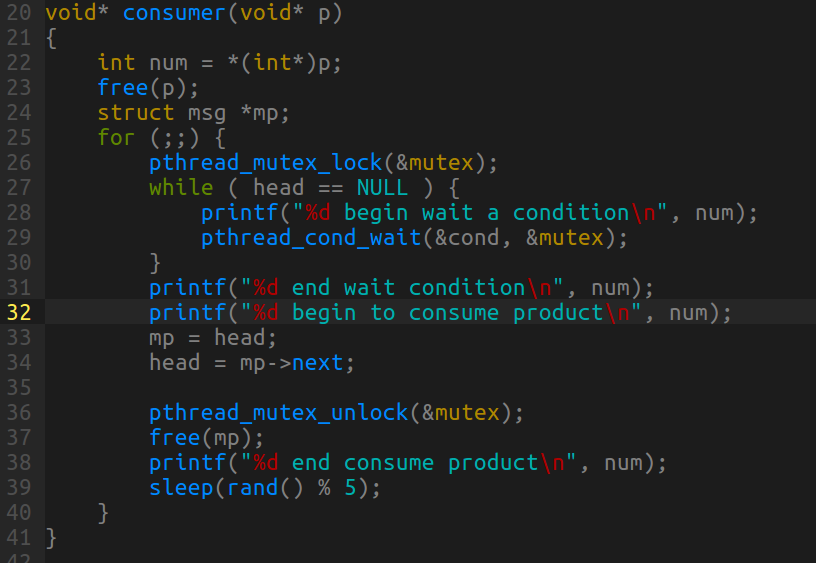 20 void* consumer(void* p)
21 {
22     int num = *(int*)p;
23     free(p);
24     struct msg *mp;
25     for (;;) {
26         pthread_mutex_lock(&mutex);
27         while ( head == NULL ) {
28             printf("%d begin wait a condition\n", num);
29             pthread_cond_wait(&cond, &mutex);
30         }
31         printf("%d end wait condition\n", num);
32         printf("%d begin to consume product\n", num);
33         mp = head;
34         head = mp->next;
35
36         pthread_mutex_unlock(&mutex);
37         free(mp);
38         printf("%d end consume product\n", num);
39         sleep(rand() % 5);
40     }
41 }
42